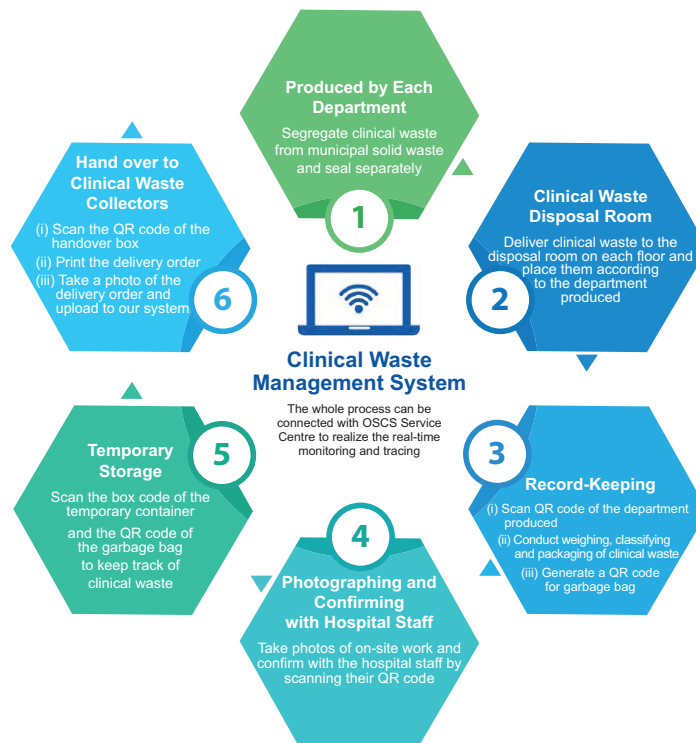 Produced by Each
Department
Segregate clinical waste
from municipal solid waste
and seal separately
1
Clinical Waste
Disposal Room
Deliver clinical waste to the
disposal room on each floor and
place them according
to the department
produced
2
3
Record-Keeping
(i) Scan QR code of the department
produced
(ii) Conduct weighing, classifying
and packaging of clinical waste
(iii) Generate a QR code
for garbage bag
4
Photographing and
Confirming
with Hospital Staff
Take photos of on-site work and
confirm with the hospital staff by
scanning their QR code
5
Temporary
Storage
Scan the box code of the
temporary container
and the QR code of
the garbage bag
to keep track of
clinical waste
Hand over to
Clinical Waste
Collectors
(i) Scan the QR code of the
handover box
(ii) Print the delivery order
(iii) Take a photo of the
delivery order and
upload to our system
6
Clinical Waste
Management System
The whole process can be
connected with OSCS Service
Centre to realize the real-time
monitoring and tracing